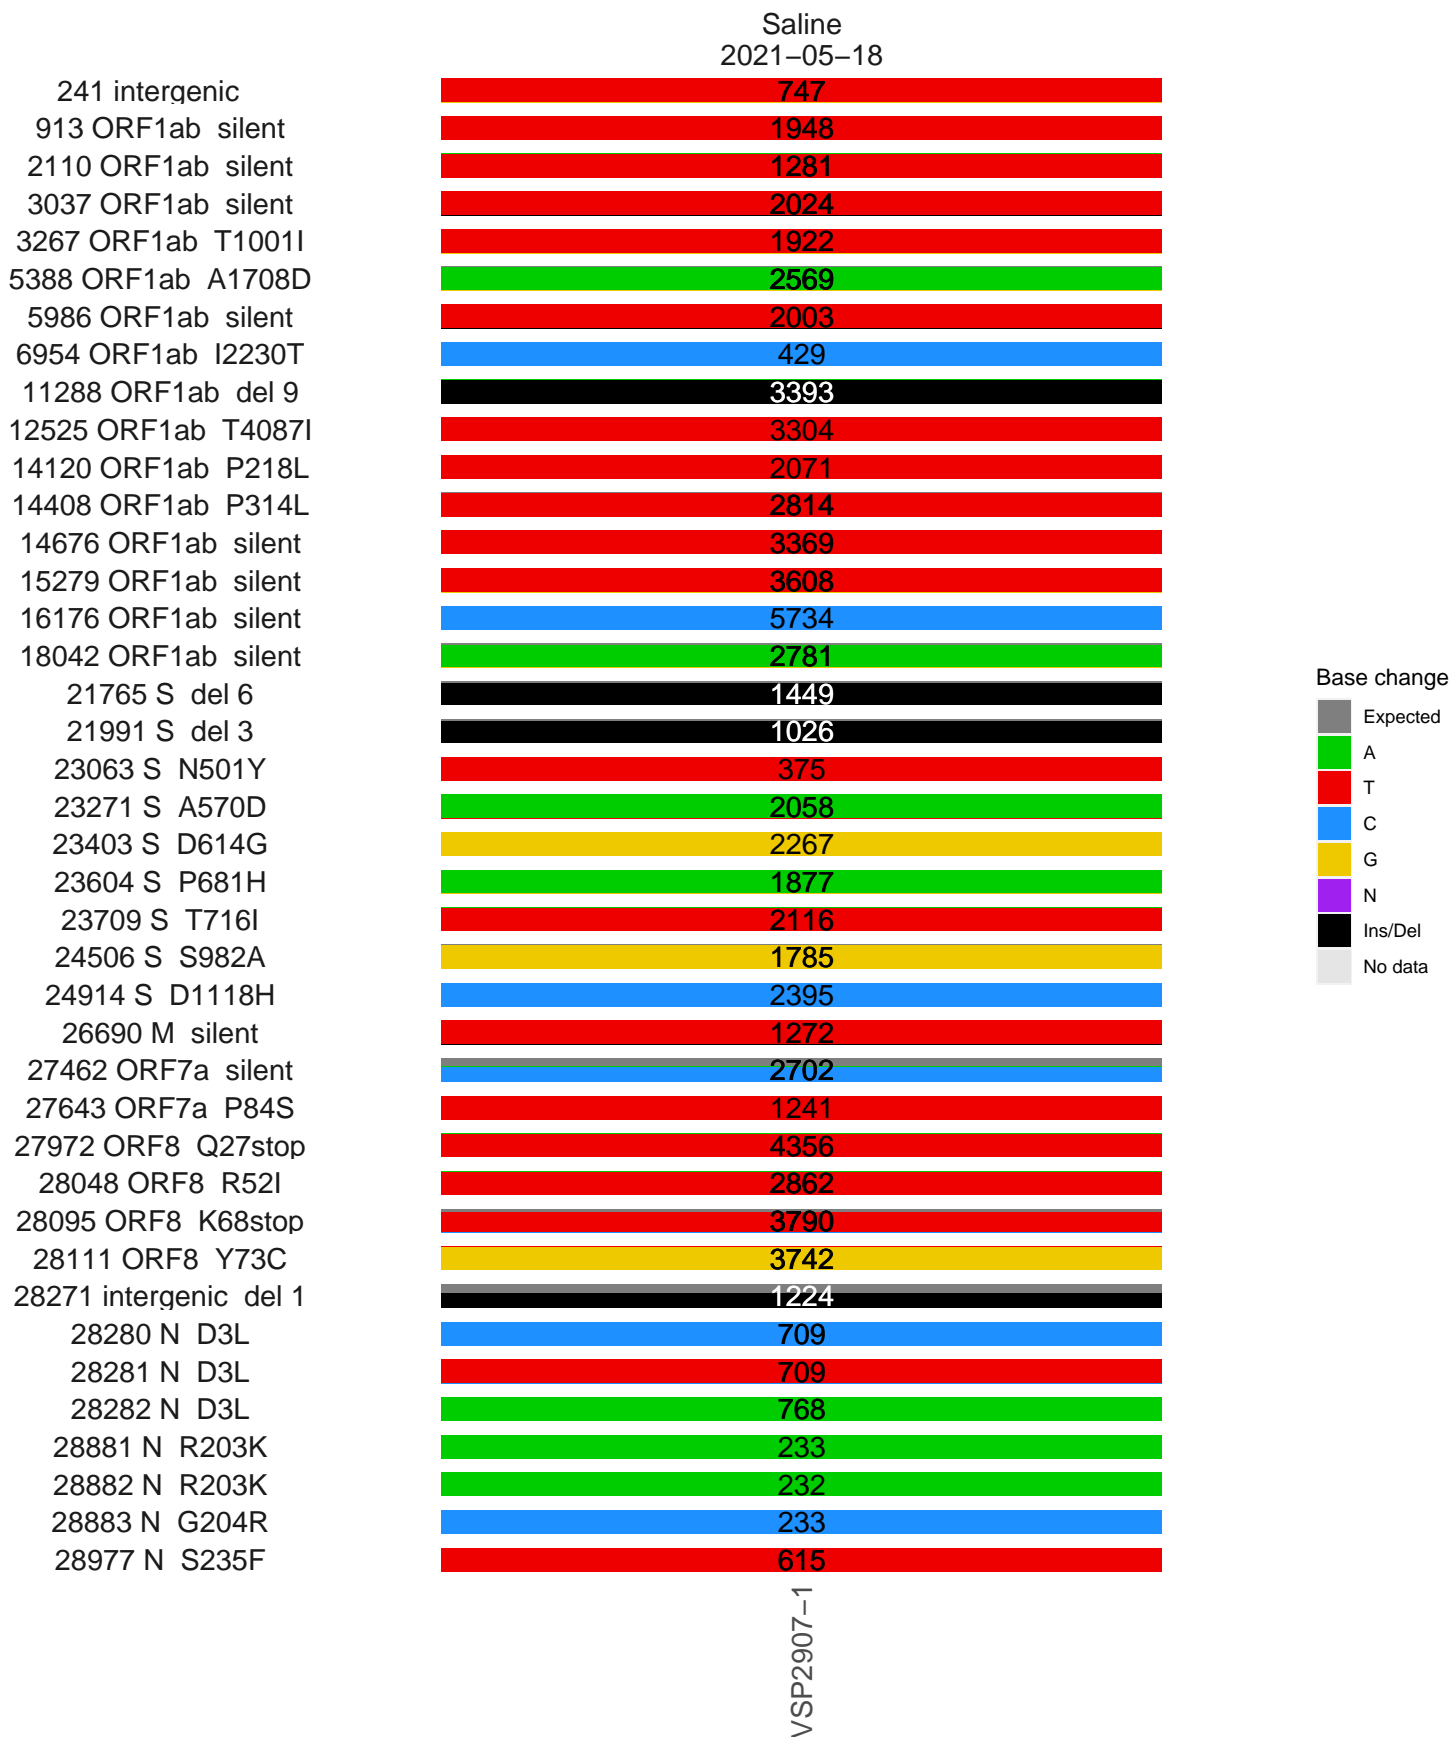 Saline
2021−05−18
241 intergenic 747
913 ORF1ab silent 1948
2110 ORF1ab silent 1281
3037 ORF1ab silent 2024
3267 ORF1ab T1001I 1922
5388 ORF1ab A1708D 2569
5986 ORF1ab silent 2003
6954 ORF1ab I2230T 429
11288 ORF1ab del 9 3393
12525 ORF1ab T4087I 3304
14120 ORF1ab P218L 2071
14408 ORF1ab P314L 2814
14676 ORF1ab silent 3369
15279 ORF1ab silent 3608
16176 ORF1ab silent 5734
18042 ORF1ab silent 2781
21765 S del 6 1449
21991 S del 3 1026
23063 S N501Y 375
23271 S A570D 2058
23403 S D614G 2267
23604 S P681H 1877
23709 S T716I 2116
24506 S S982A 1785
24914 S D1118H 2395
26690 M silent 1272
27462 ORF7a silent 2702
27643 ORF7a P84S 1241
27972 ORF8 Q27stop 4356
28048 ORF8 R52I 2862
28095 ORF8 K68stop 3790
28111 ORF8 Y73C 3742
28271 intergenic del 1 1224
28280 N D3L 709
28281 N D3L 709
28282 N D3L 768
28881 N R203K 233
28882 N R203K 232
28883 N G204R 233
28977 N S235F 615
VSP2907−1
Base change
Expected
A
T
C
G
N
Ins/Del
No data